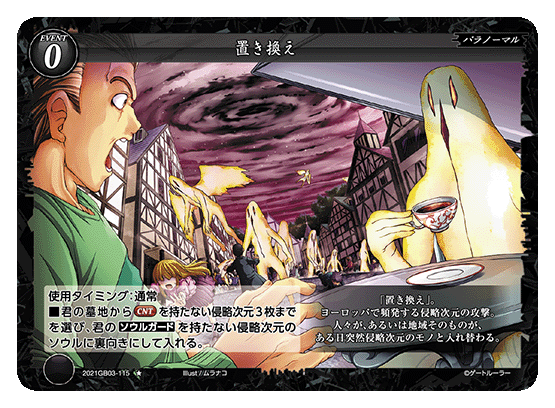 EVENT
0
置き換え
パラノーマル
使用タイミング:通常
■君の墓地から CNT を持たない侵略次元3枚まで
を選び、君の ソウルガード を持たない侵略次元の
ソウルに裏向きにして入れる。
「置き換え」。
ヨーロッパで頻発する侵略次元の攻撃。
人々が、あるいは地域そのものが、
ある日突然侵略次元のモノと入れ替わる。
2021GB03-115 ★
Illust/ムラナコ
©ゲートルーラー